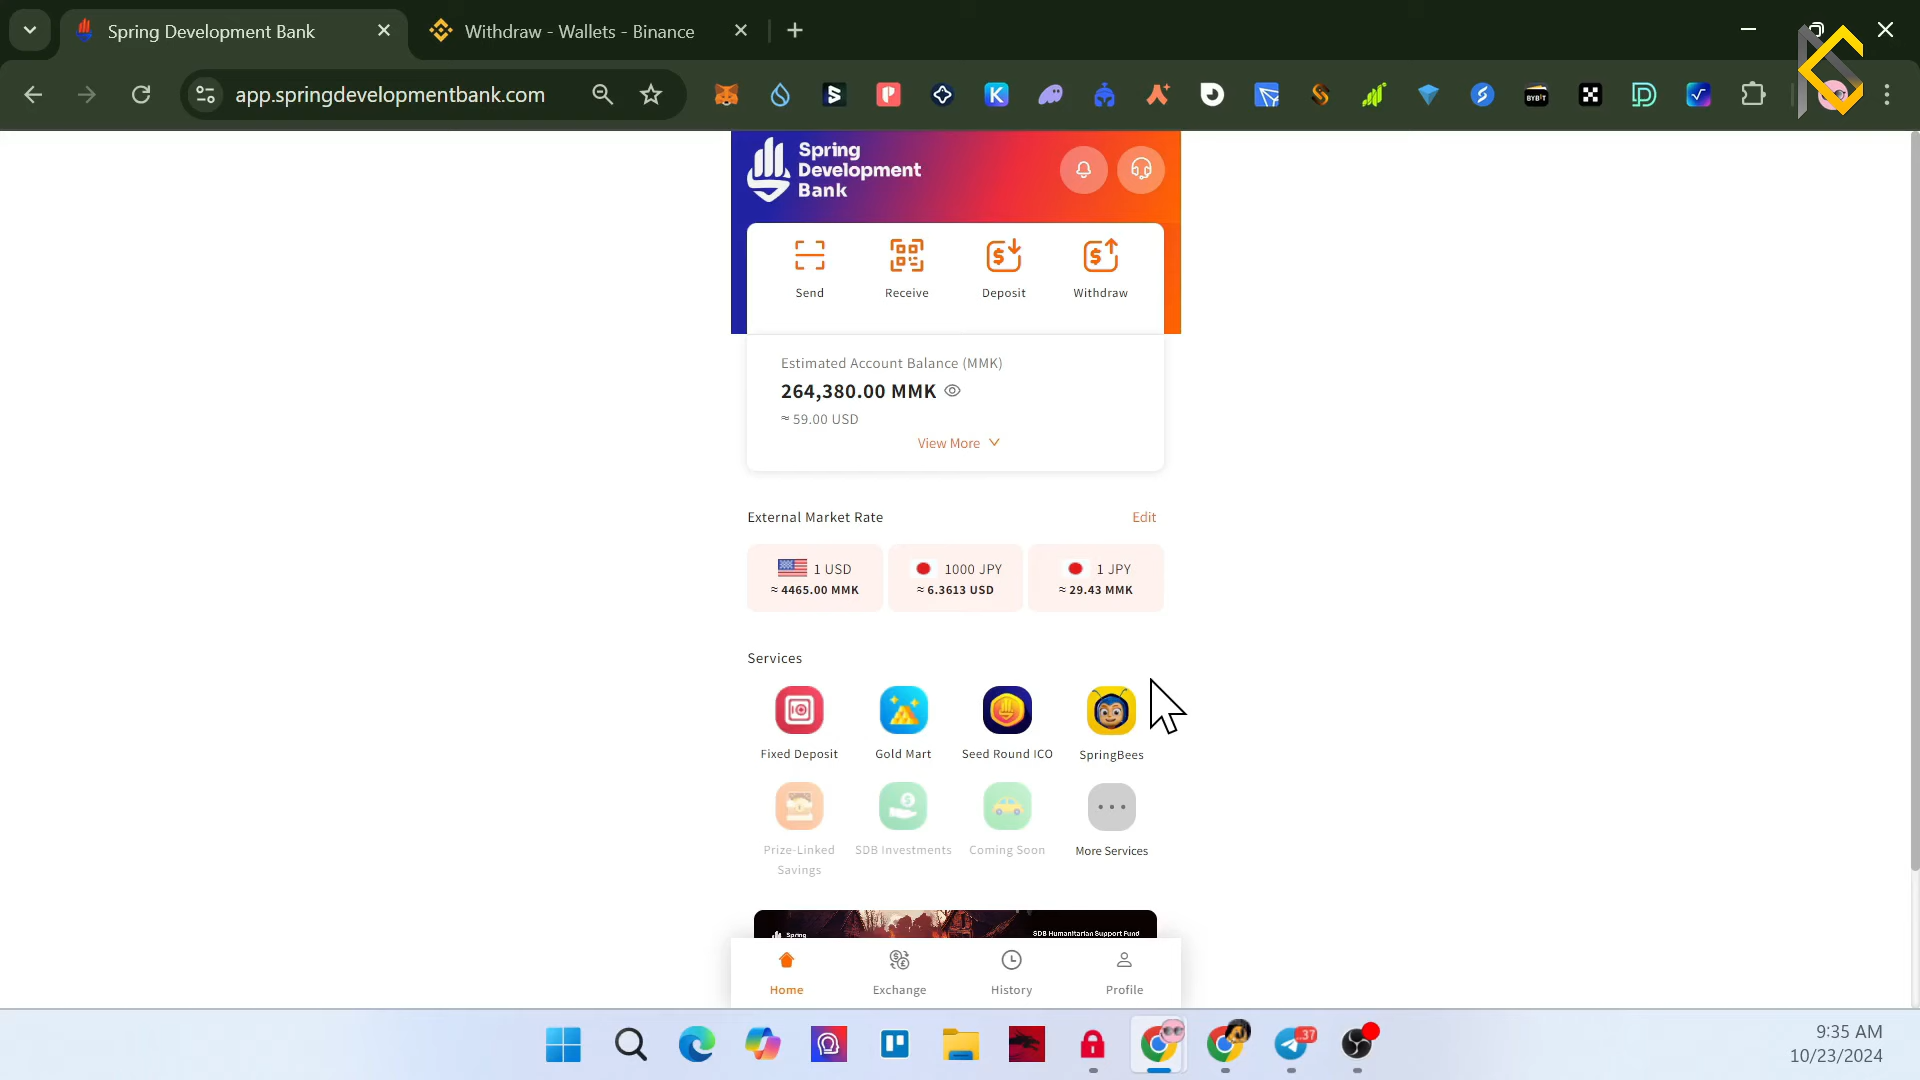 Spring Development Bank
Withdraw - Wallets - Binance
app.springdevelopmentbank.com
BYBIT
Spring
Development
Bank
Send
Receive
Deposit
Withdraw
Estimated Account Balance (MMK)
264,380.00 MMK
≈ 59.00 USD
View More
External Market Rate
Edit
1 USD
≈ 4465.00 MMK
1000 JPY
≈ 6.3613 USD
1 JPY
≈ 29.43 MMK
Services
Fixed Deposit
Gold Mart
Seed Round ICO
SpringBees
Prize-Linked
Savings
SDB Investments
Coming Soon
More Services
Spring
SDB Humanitarian Support Fund
Home
Exchange
History
Profile
37
9:35 AM
10/23/2024